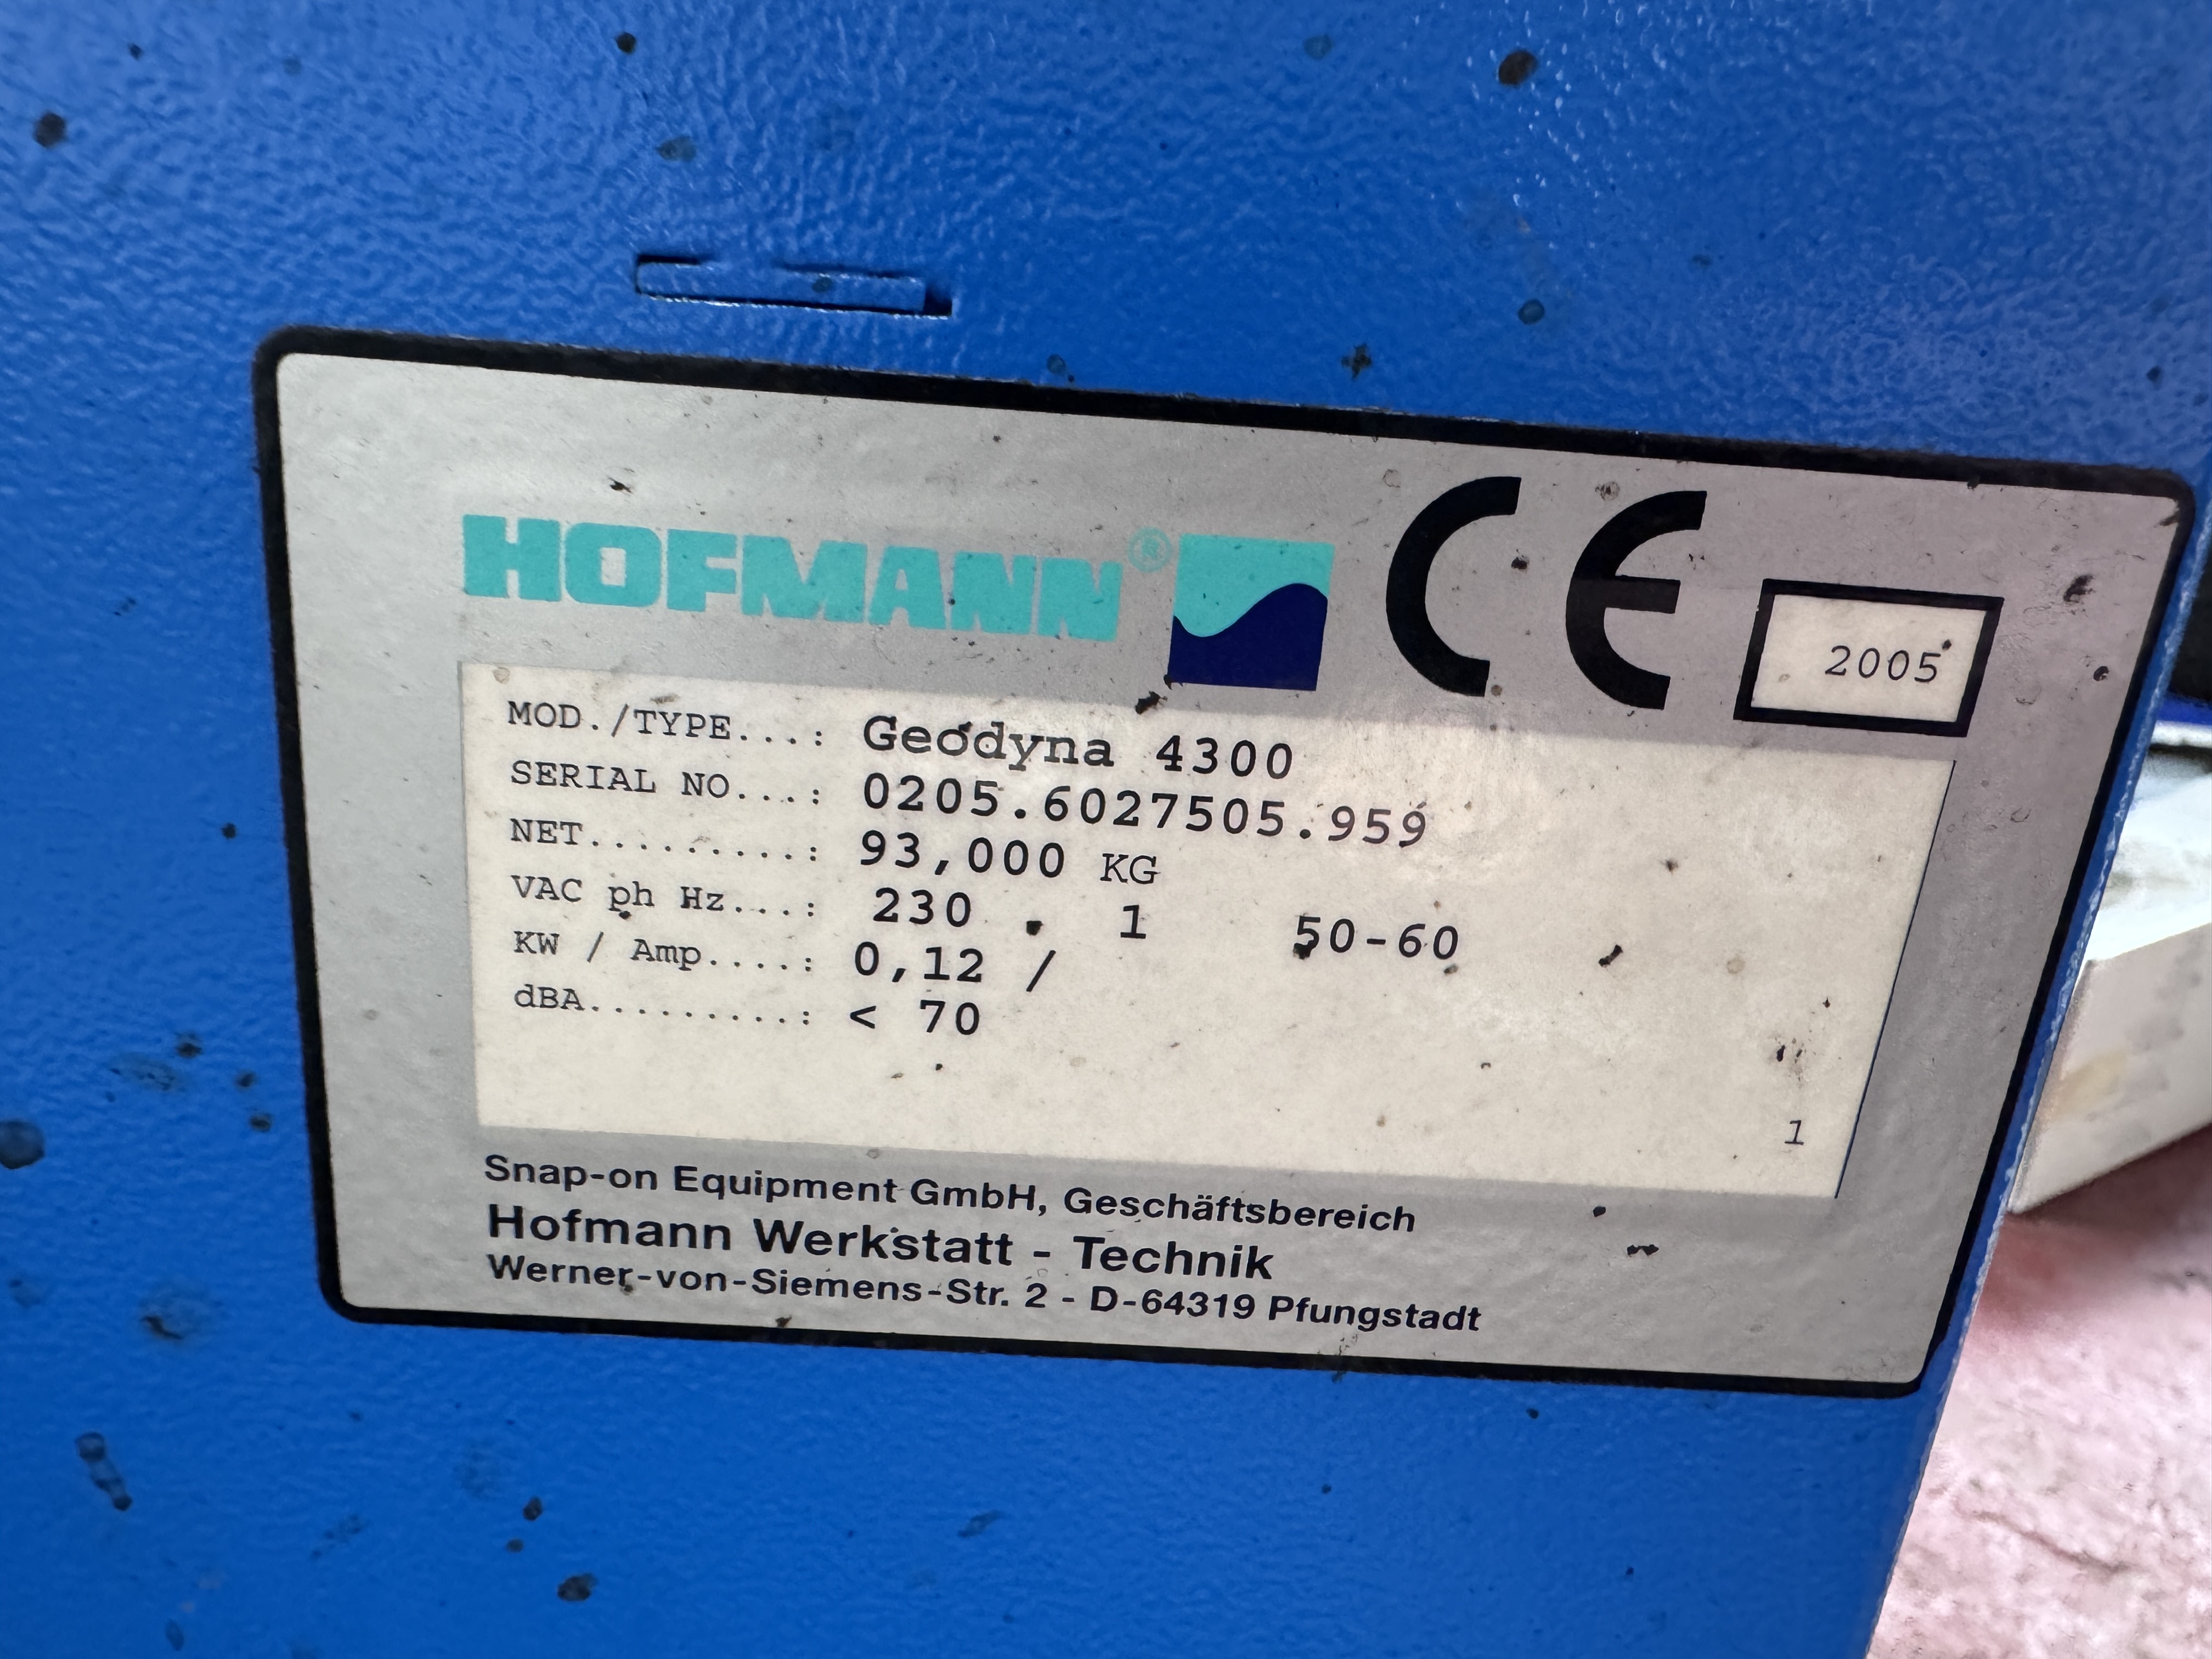 HOFMANN® CE 2005
MOD./TYPE...: Geodyna 4300
SERIAL NO...: 0205.6027505.959
NET.........: 93,000 KG
VAC ph Hz...: 230 1 50-60
KW / Amp....: 0,12 /
dBA.........: < 70
1
Snap-on Equipment GmbH, Geschäftsbereich
Hofmann Werkstatt - Technik
Werner-von-Siemens-Str. 2 - D-64319 Pfungstadt